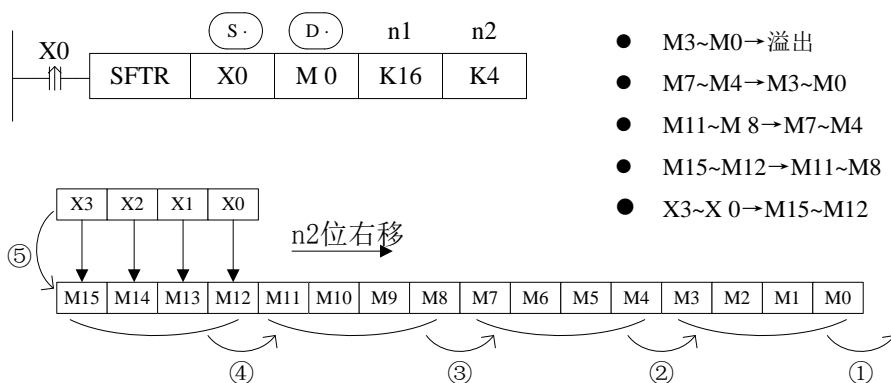 S · D · n1 n2
X0
SFTR X0 M 0 K16 K4
● M3~M0→溢出
● M7~M4→M3~M0
● M11~M 8→M7~M4
● M15~M12→M11~M8
● X3~X 0→M15~M12
X3 X2 X1 X0
n2位右移
⑤
M15 M14 M13 M12 M11 M10 M9 M8 M7 M6 M5 M4 M3 M2 M1 M0
④ ③ ② ①